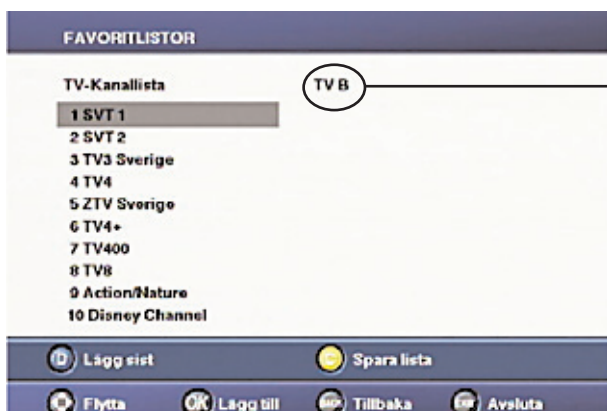 FAVORITLISTOR
TV-Kanallista TV B
1 SVT 1
2 SVT 2
3 TV3 Sverige
4 TV4
5 ZTV Sverige
6 TV4+
7 TV400
8 TV8
9 Action/Nature
10 Disney Channel
D Lägg sist C Spara lista
Flytta OK Lägg till BACK Tillbaka EXIT Avsluta